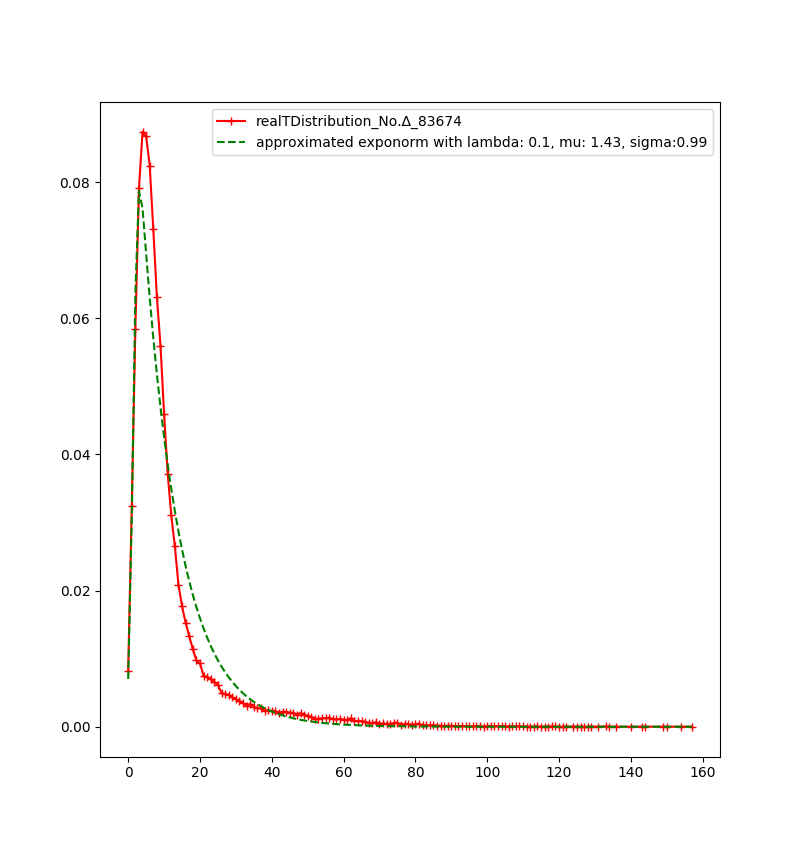 realTDistribution_No.Δ_83674
approximated exponorm with lambda: 0.1, mu: 1.43, sigma:0.99
0.08
0.06
0.04
0.02
0.00
0 20 40 60 80 100 120 140 160